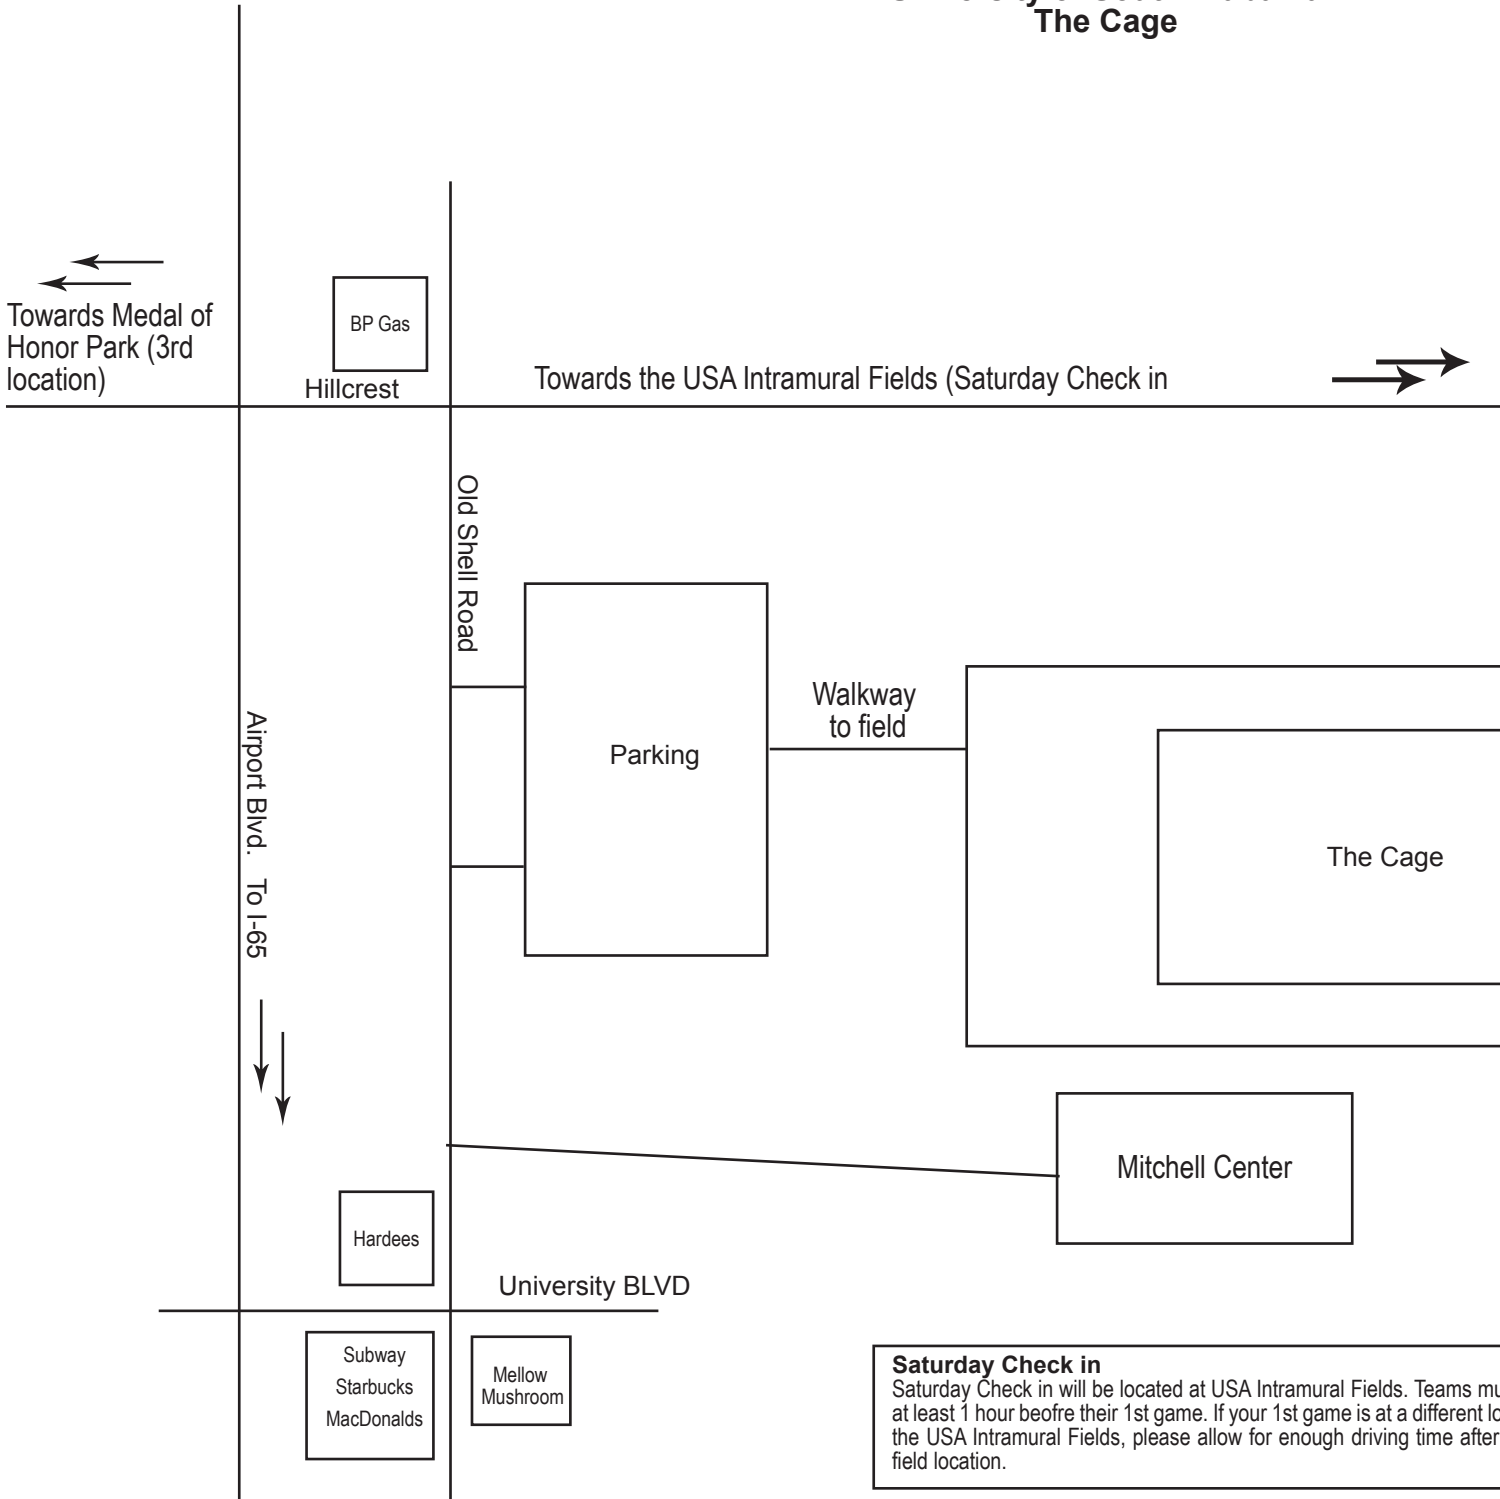 The Cage
Towards Medal of
Honor Park (3rd
location)
BP Gas
Hillcrest
Towards the USA Intramural Fields (Saturday Check in
Old Shell Road
Airport Blvd. To I-65
Parking
Walkway
to field
The Cage
Mitchell Center
Hardees
University BLVD
Subway
Starbucks
MacDonalds
Mellow
Mushroom
Saturday Check in
Saturday Check in will be located at USA Intramural Fields. Teams
at least 1 hour beofre their 1st game. If your 1st game is at a different
the USA Intramural Fields, please allow for enough driving time after
field location.